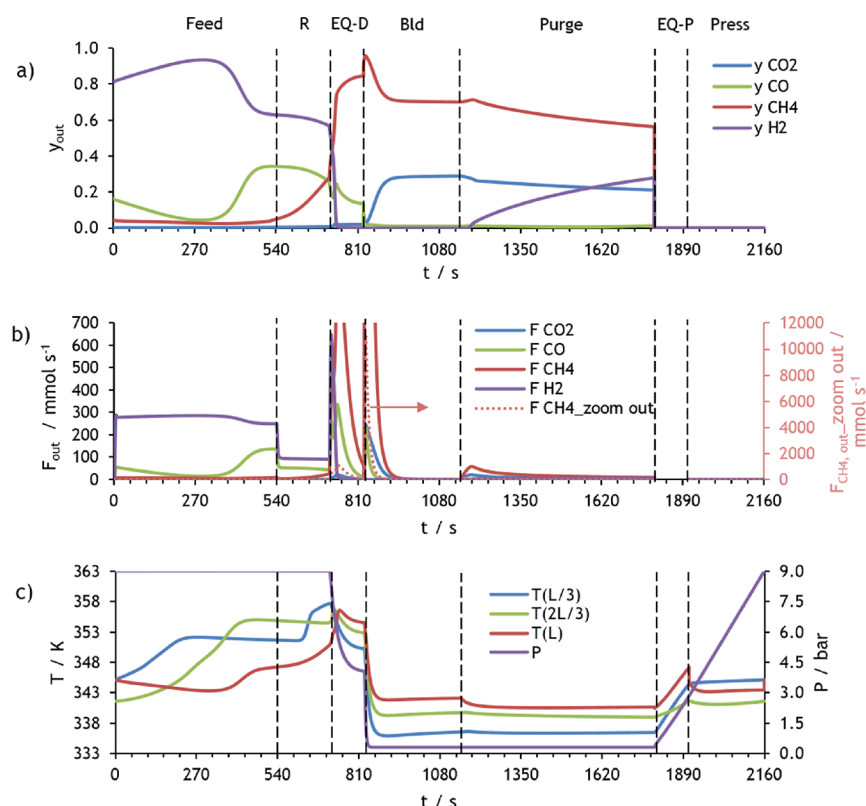 Feed R EQ-D Bld Purge EQ-P Press
a)
1.0
0.8
0.6
0.4
0.2
0.0
y_out
y CO2
y CO
y CH4
y H2
0 270 540 810 1080 1350 1620 1890 2160
t / s
b)
700
600
500
400
300
200
100
0
F_out / mmol s⁻¹
F CO2
F CO
F CH4
F H2
F CH4_zoom out
12000
10000
8000
6000
4000
2000
0
F_CH4, out_zoom out / mmol s⁻¹
0 270 540 810 1080 1350 1620 1890 2160
t / s
c)
363
358
353
348
343
338
333
T / K
T(L/3)
T(2L/3)
T(L)
P
9.0
7.5
6.0
4.5
3.0
1.5
0.0
P / bar
0 270 540 810 1080 1350 1620 1890 2160
t / s